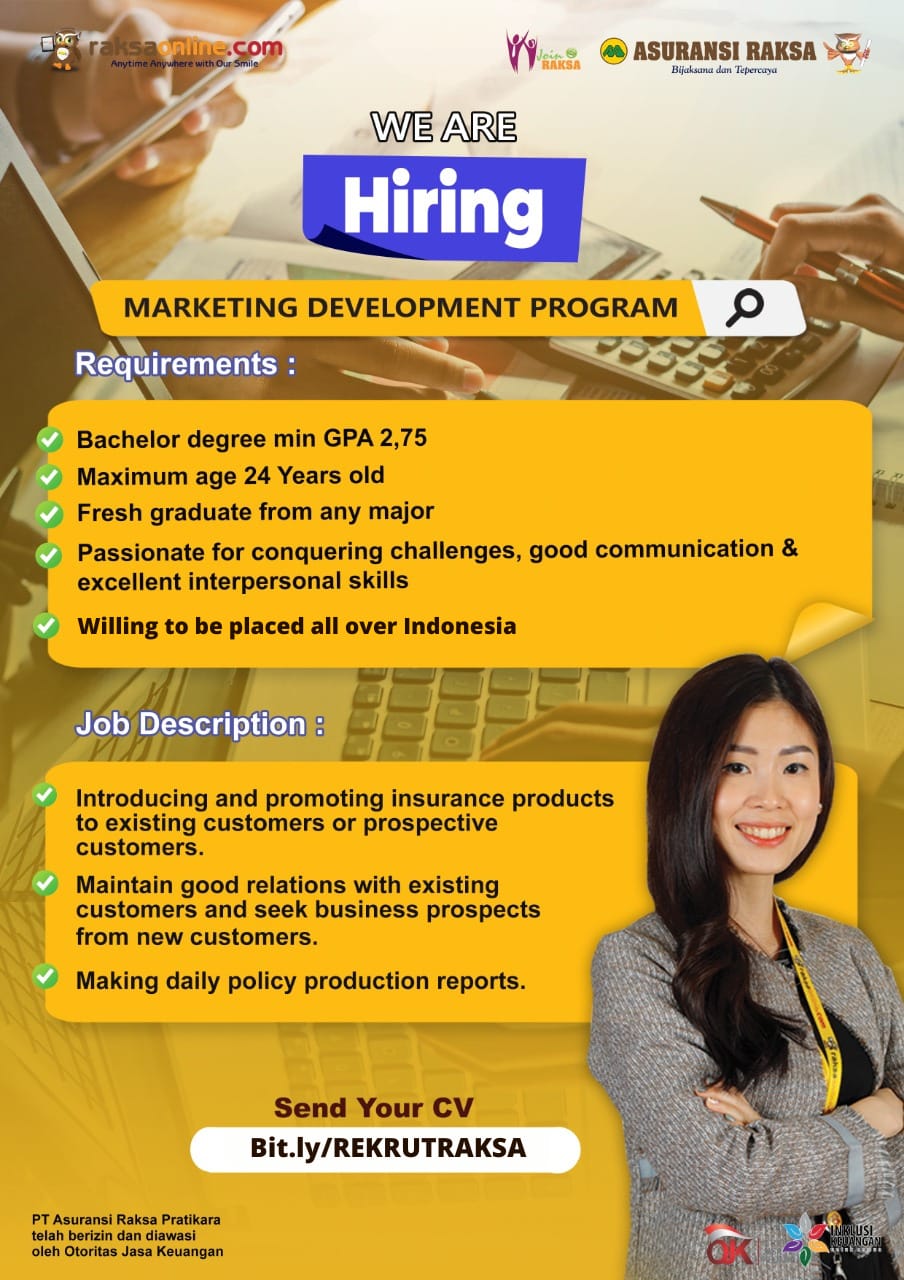 raksaonline.com
Anytime Anywhere with Our Smile
Join
RAKSA
ASURANSI RAKSA
Bijaksana dan Tepercaya
WE ARE
Hiring
MARKETING DEVELOPMENT PROGRAM
Requirements :
Bachelor degree min GPA 2,75
Maximum age 24 Years old
Fresh graduate from any major
Passionate for conquering challenges, good communication &
excellent interpersonal skills
Willing to be placed all over Indonesia
Job Description :
Introducing and promoting insurance products
to existing customers or prospective
customers.
Maintain good relations with existing
customers and seek business prospects
from new customers.
Making daily policy production reports.
Send Your CV
Bit.ly/REKRUTRAKSA
PT Asuransi Raksa Pratikara
telah berizin dan diawasi
oleh Otoritas Jasa Keuangan
OJK
INKLUSI
KEUANGAN